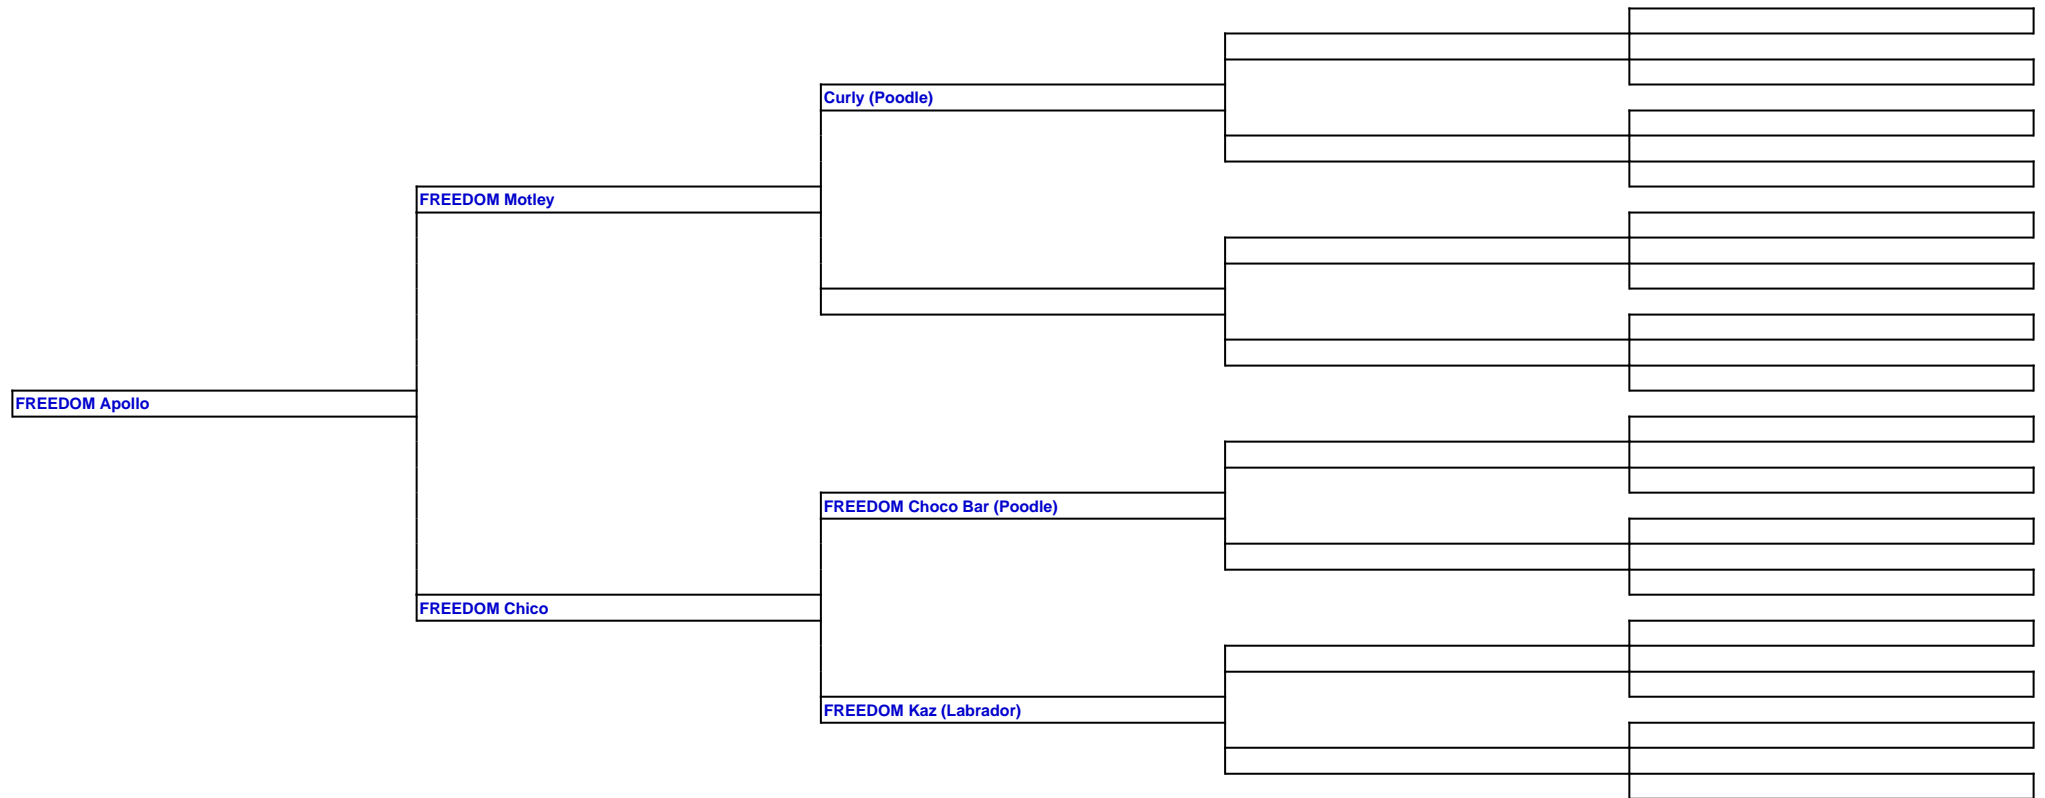 Curly (Poodle)
FREEDOM Motley
FREEDOM Apollo
FREEDOM Choco Bar (Poodle)
FREEDOM Chico
FREEDOM Kaz (Labrador)